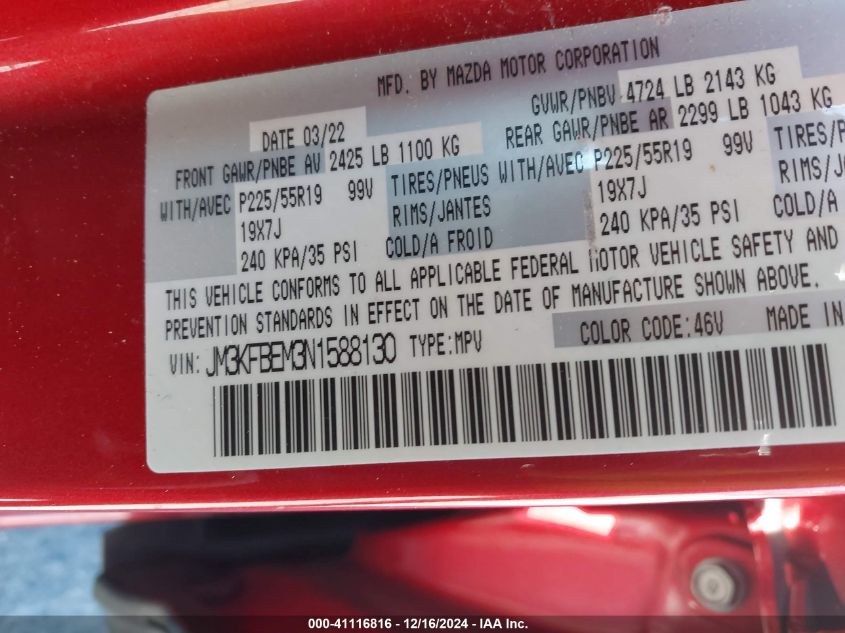 MFD. BY MAZDA MOTOR CORPORATION
DATE 03/22 GVWR/PNBV 4724 LB 2143 KG
FRONT GAWR/PNBE AV 2425 LB 1100 KG REAR GAWR/PNBE AR 2299 LB 1043 KG
WITH/AVEC P225/55R19 99V TIRES/PNEUS WITH/AVEC P225/55R19 99V TIRES/
19X7J RIMS/JANTES 19X7J RIMS/
240 KPA/35 PSI COLD/A FROID 240 KPA/35 PSI COLD/A
THIS VEHICLE CONFORMS TO ALL APPLICABLE FEDERAL MOTOR VEHICLE SAFETY AND
PREVENTION STANDARDS IN EFFECT ON THE DATE OF MANUFACTURE SHOWN ABOVE.
VIN: JM3KFBEM3N1588130 TYPE:MPV COLOR CODE:46V MADE IN
000-41116816 - 12/16/2024 - IAA Inc.